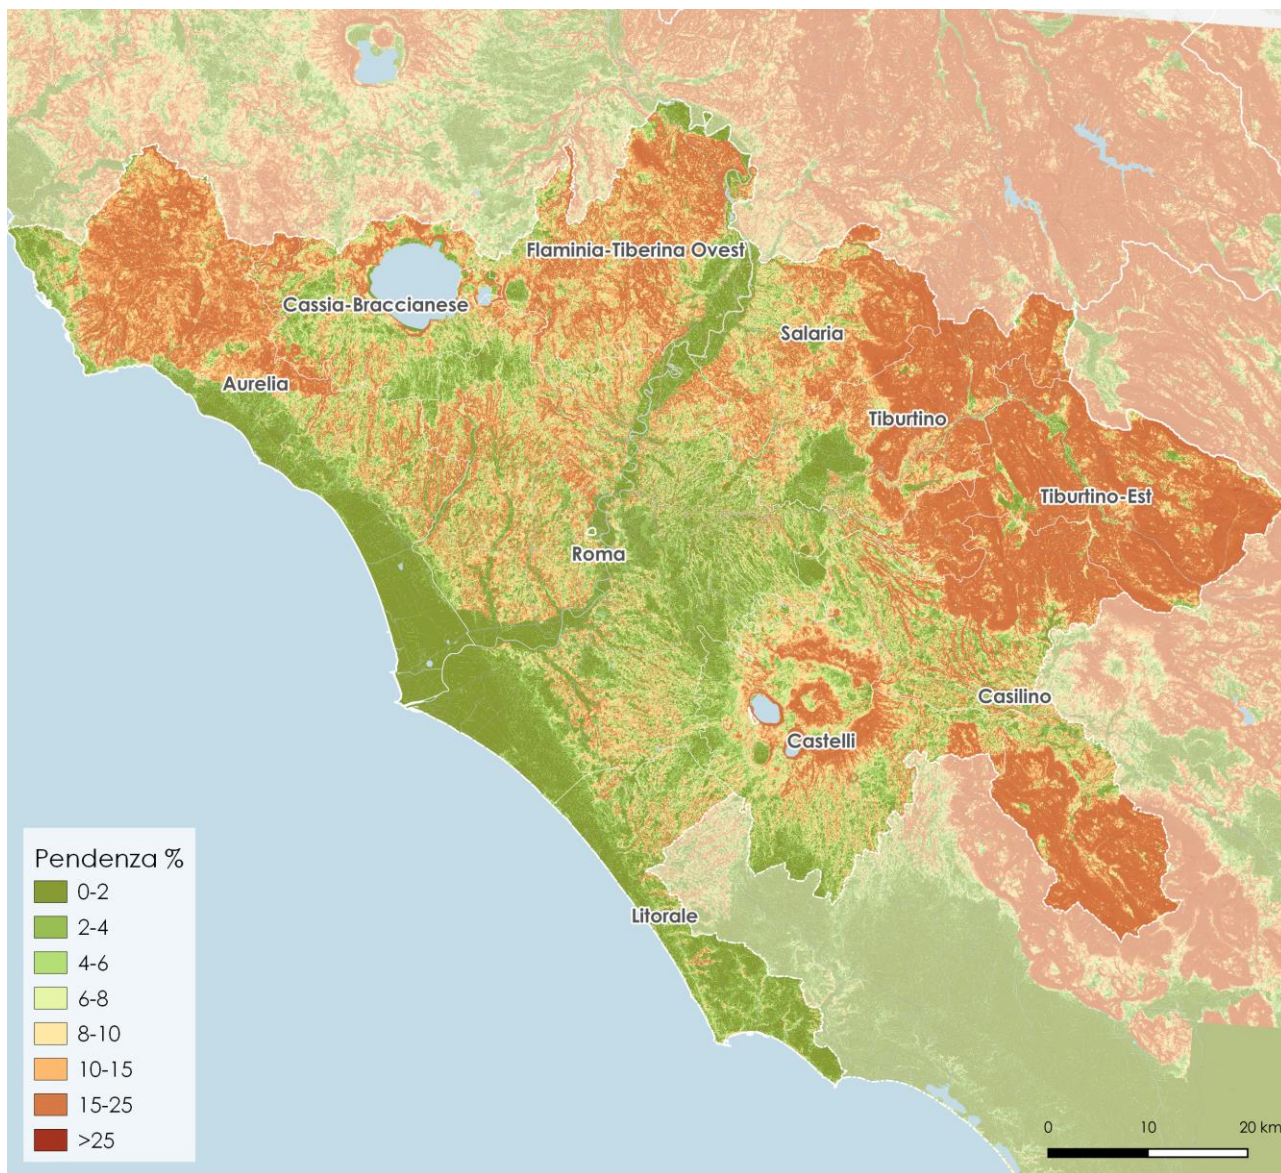 Flaminia-Tiberina Ovest
Cassia-Braccianese
Salaria
Aurelia
Tiburtino
Tiburtino-Est
Roma
Casilino
Castelli
Litorale
Pendenza %
0-2
2-4
4-6
6-8
8-10
10-15
15-25
>25
0 10 20 km